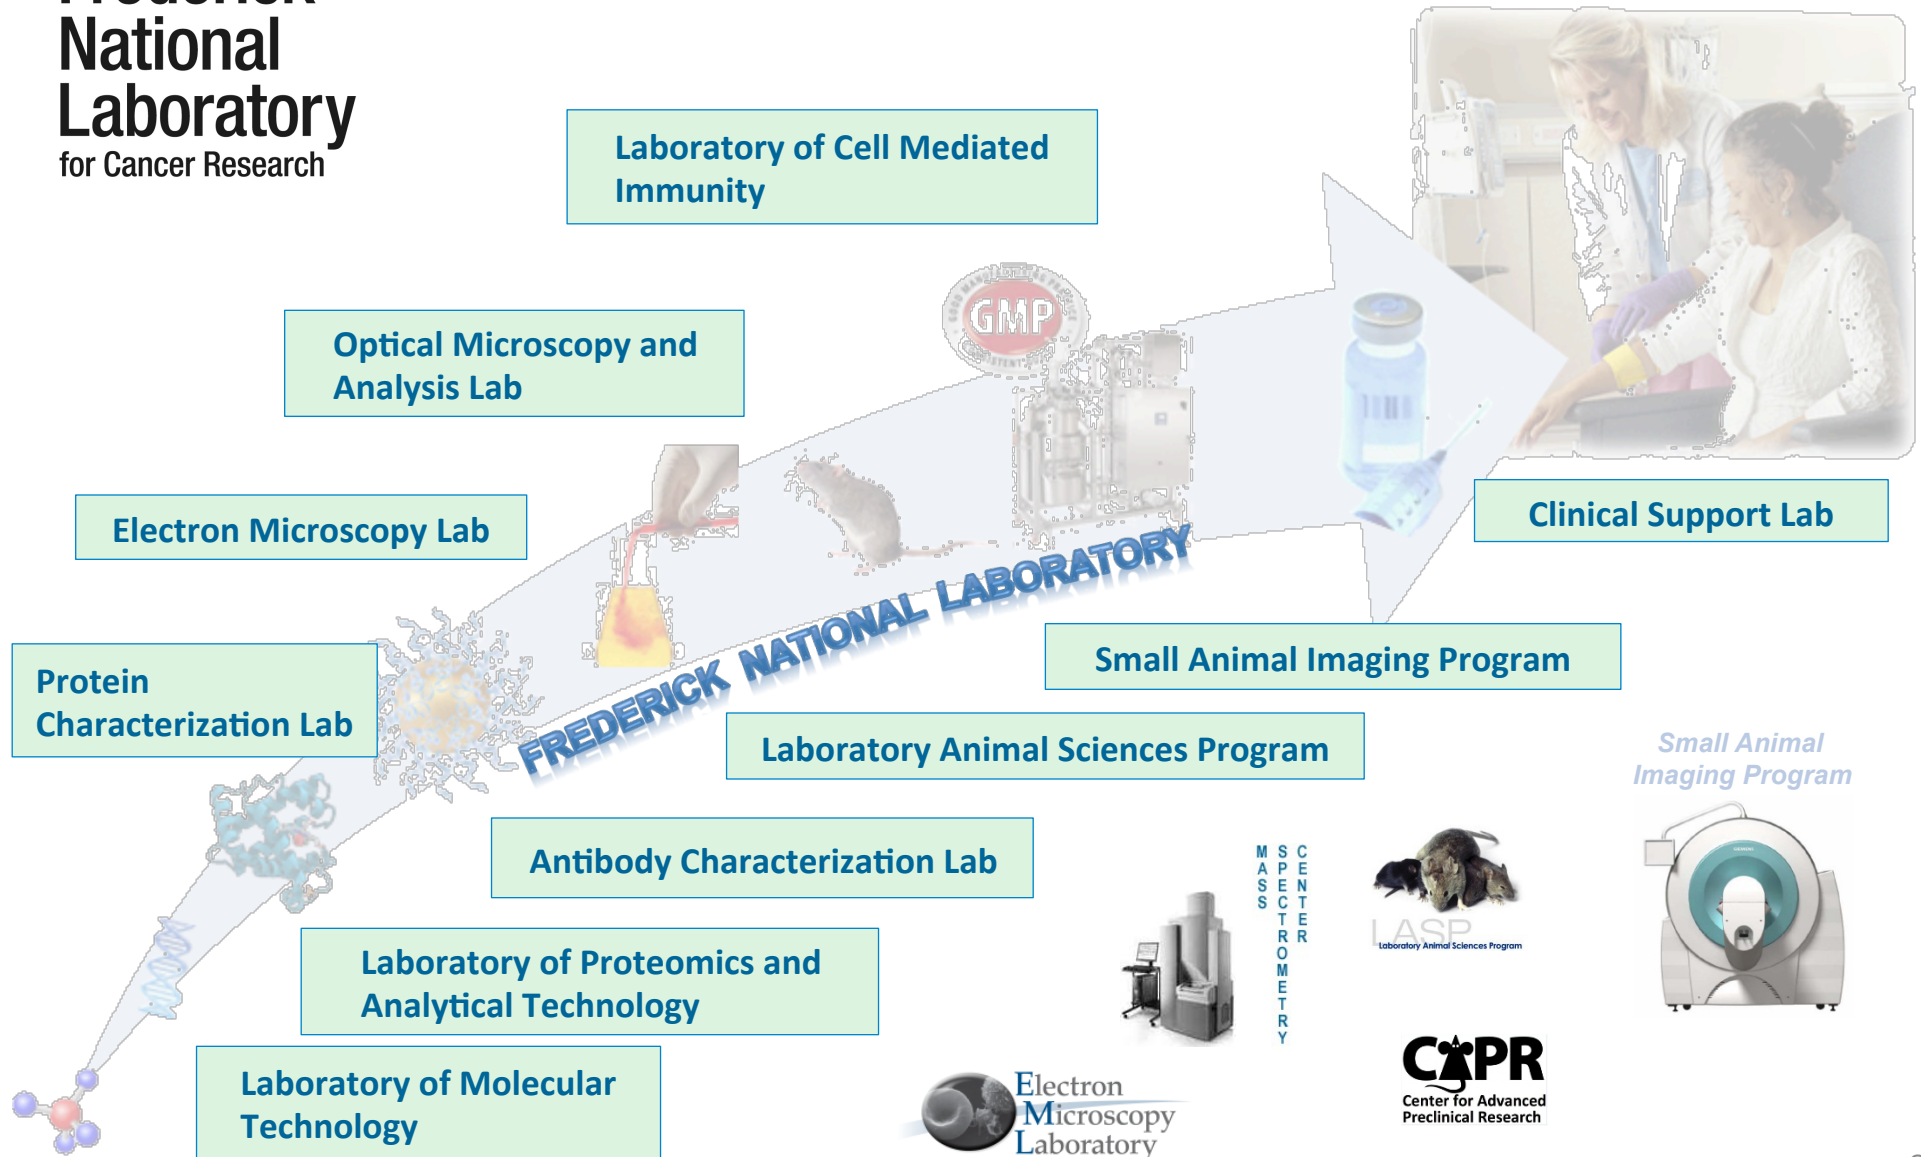 National
Laboratory
for Cancer Research
Laboratory of Cell Mediated
Immunity
GMP
Optical Microscopy and
Analysis Lab
Electron Microscopy Lab
Clinical Support Lab
FREDERICK NATIONAL LABORATORY
Protein
Characterization Lab
Small Animal Imaging Program
Laboratory Animal Sciences Program
Small Animal
Imaging Program
Antibody Characterization Lab
MASS
SPECTROMETRY
CENTER
LASP
Laboratory Animal Sciences Program
SIEMENS
Laboratory of Proteomics and
Analytical Technology
CAPR
Center for Advanced
Preclinical Research
Laboratory of Molecular
Technology
Electron
Microscopy
Laboratory